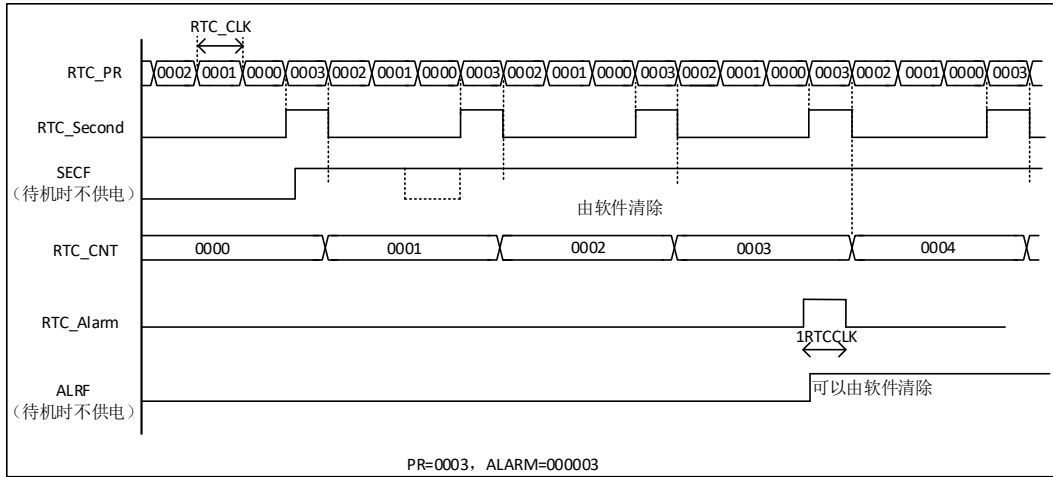 RTC_CLK
RTC_PR 0002 0001 0000 0003 0002 0001 0000 0003 0002 0001 0000 0003 0002 0001 0000 0003 0002 0001 0000 0003
RTC_Second
SECF
（待机时不供电）
由软件清除
RTC_CNT 0000 0001 0002 0003 0004
RTC_Alarm
1RTCCLK
ALRF
可以由软件清除
（待机时不供电）
PR=0003，ALARM=000003